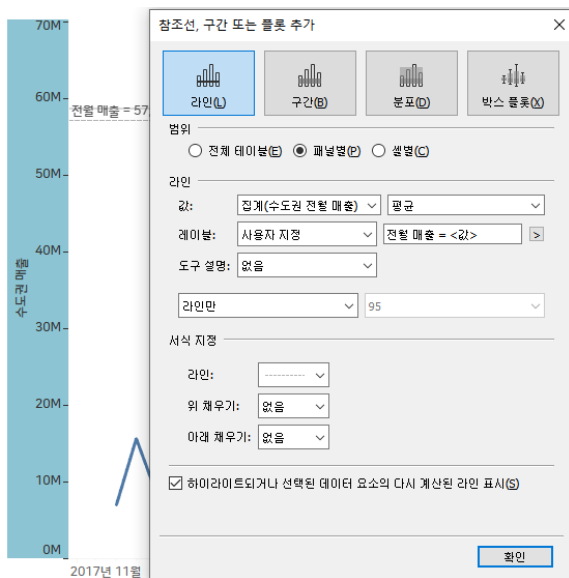 70M
60M
전월 매출 = 57
50M
40M
30M
20M
10M
0M
수도권 매출
2017년 11월
참조선, 구간 또는 플롯 추가
라인(L) 구간(B) 분포(D) 박스 플롯(X)
범위
전체 테이블(E) 패널별(P) 셀별(C)
라인
값: 집계(수도권 전월 매출) 평균
레이블: 사용자 지정 전월 매출 = <값> >
도구 설명: 없음
라인만 95
서식 지정
라인:
위 채우기: 없음
아래 채우기: 없음
하이라이트되거나 선택된 데이터 요소의 다시 계산된 라인 표시(S)
확인